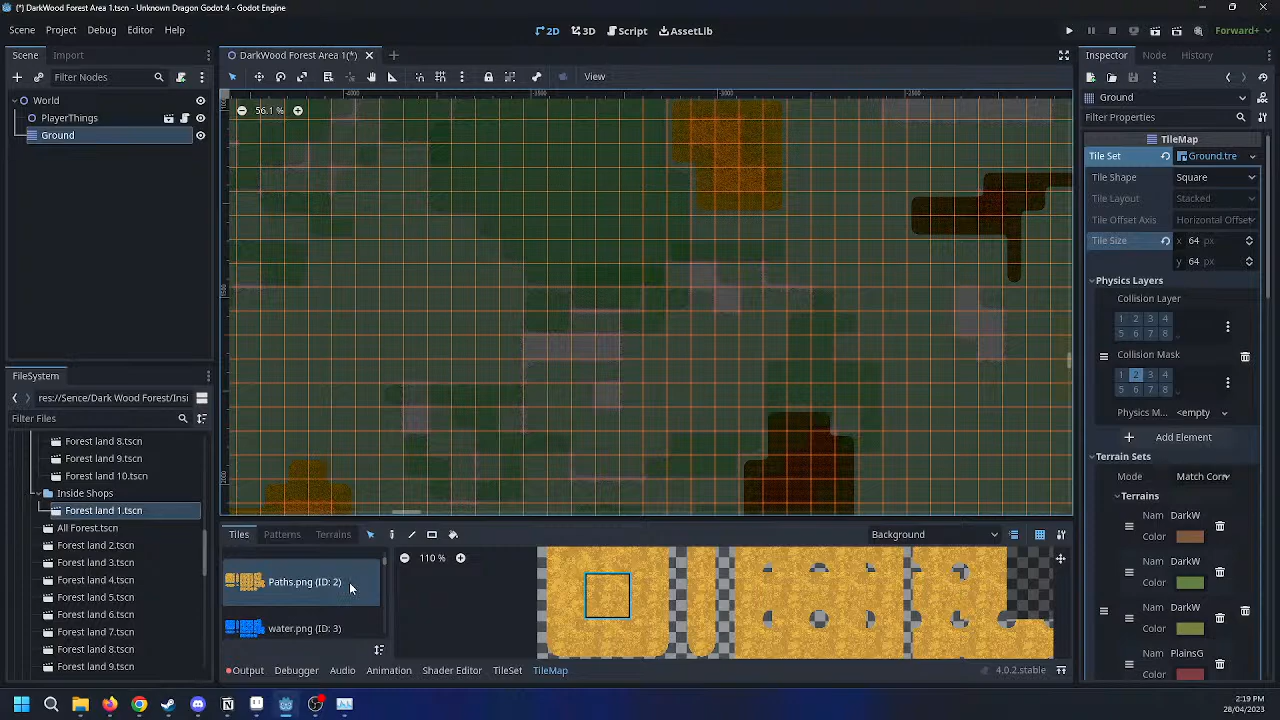 (*) DarkWood Forest Area 1.tscn - Unknown Dragon Godot 4 - Godot Engine
Scene Project Debug Editor Help
2D 3D Script AssetLib
Forward+
Scene Import
DarkWood Forest Area 1(*)
Inspector Node History
Filter Nodes
View
World
PlayerThings
Ground
56.1 %
Ground
Filter Properties
TileMap
Tile Set Ground.tre
Tile Shape Square
Tile Layout Stacked
Tile Offset Axis Horizontal Offset
Tile Size x 64 px
y 64 px
Physics Layers
Collision Layer
1 2 3 4
5 6 7 8
Collision Mask
1 2 3 4
5 6 7 8
Physics M... <empty>
Add Element
Terrain Sets
Mode Match Corn
Terrains
Nam DarkW
Color
Nam DarkW
Color
Nam DarkW
Color
Nam PlainsG
Color
FileSystem
res://Sence/Dark Wood Forest/Insi
Filter Files
Forest land 8.tscn
Forest land 9.tscn
Forest land 10.tscn
Inside Shops
Forest land 1.tscn
All Forest.tscn
Forest land 2.tscn
Forest land 3.tscn
Forest land 4.tscn
Forest land 5.tscn
Forest land 6.tscn
Forest land 7.tscn
Forest land 8.tscn
Forest land 9.tscn
Tiles Patterns Terrains
Background
Paths.png (ID: 2)
water.png (ID: 3)
110 %
Output Debugger Audio Animation Shader Editor TileSet TileMap
4.0.2.stable
2:19 PM
28/04/2023